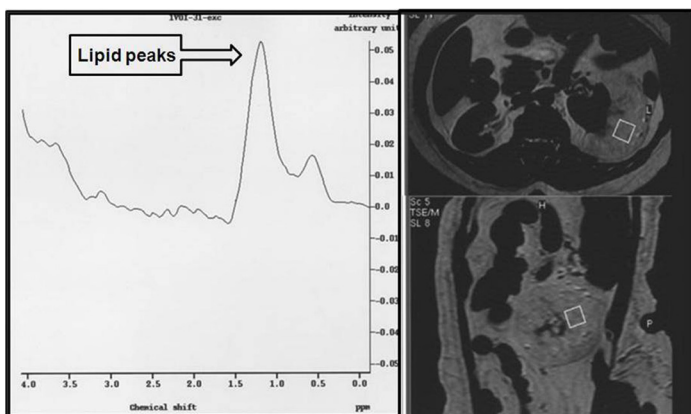 1VOI-31-exc
Intensity
arbitrary unit
Lipid peaks
0.05
0.04
0.03
0.02
0.01
0.0
-0.01
-0.02
-0.03
-0.04
-0.05
4.0 3.5 3.0 2.5 2.0 1.5 1.0 0.5 0.0
Chemical shift ppm
L
Sc 5
TSE/M
SL 8
H
P